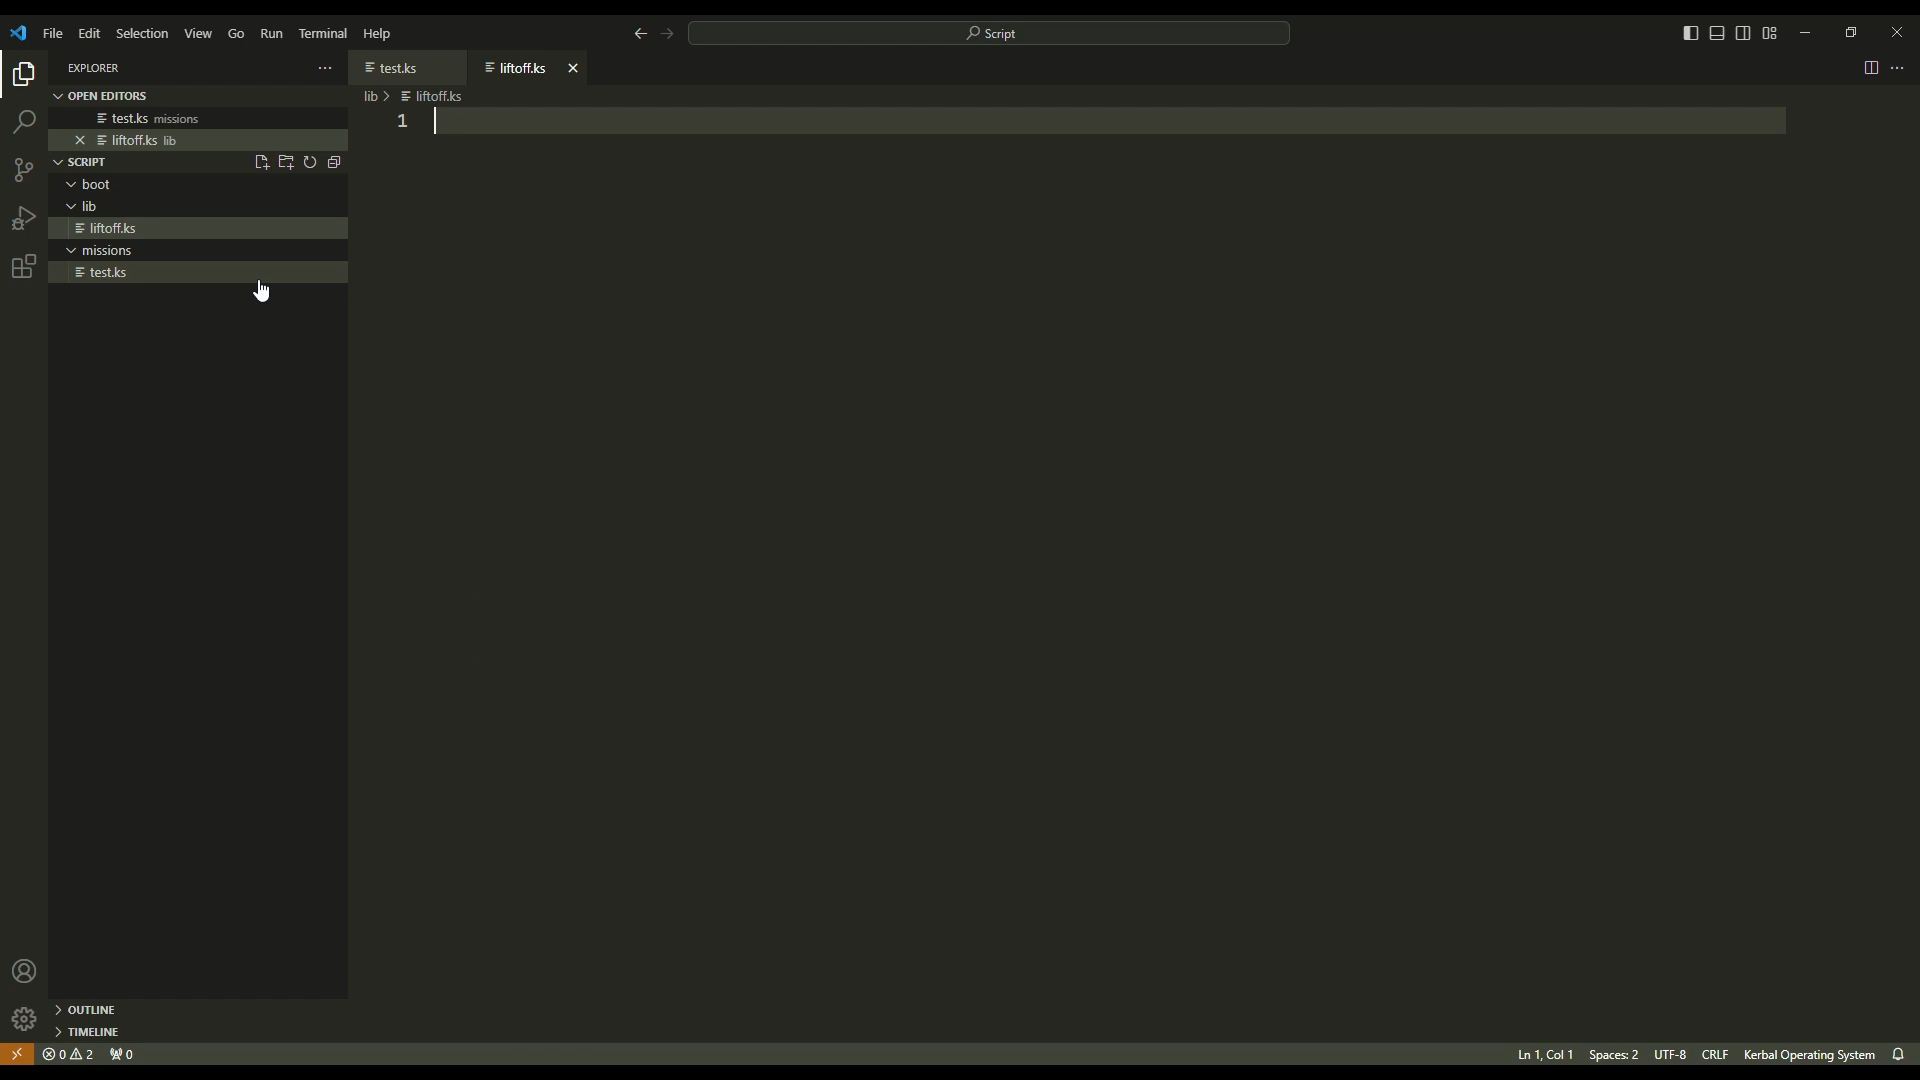 File Edit Selection View Go Run Terminal Help Script
EXPLORER
test.ks liftoff.ks
OPEN EDITORS
lib liftoff.ks
test.ks missions
1
liftoff.ks lib
SCRIPT
boot
lib
liftoff.ks
missions
test.ks
OUTLINE
TIMELINE
0 2 0 Ln 1, Col 1 Spaces: 2 UTF-8 CRLF Kerbal Operating System